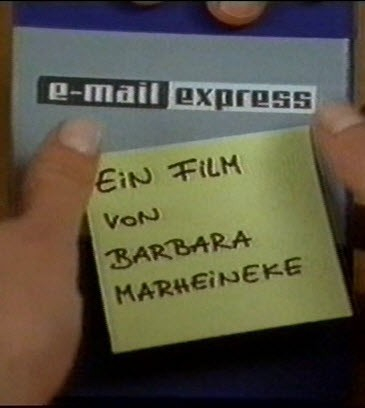 e-mail express
EiN FiLM
VON
BARBARA
MARHEiNEKE